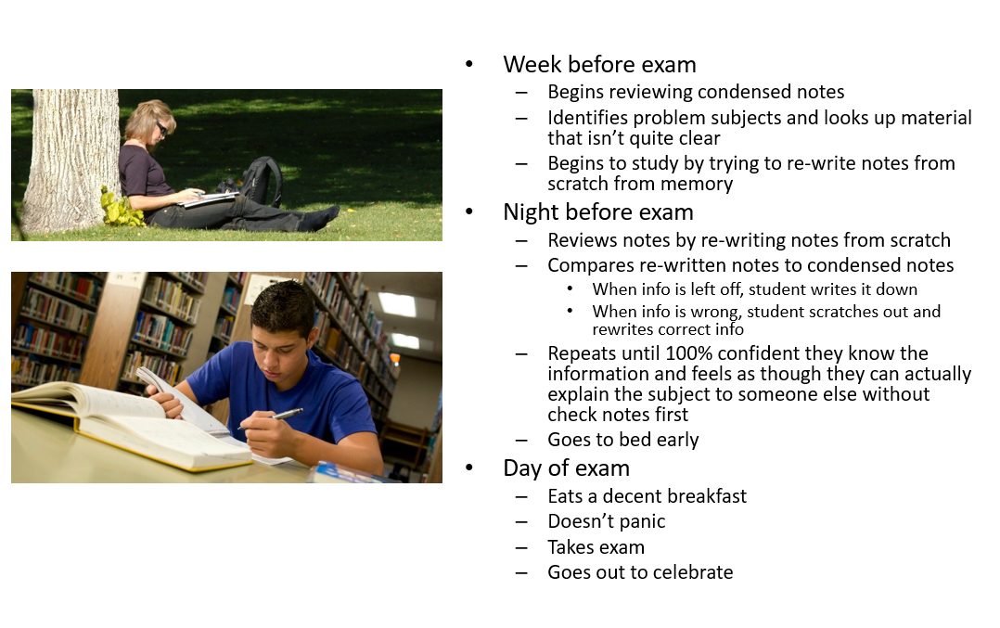 • Week before exam
– Begins reviewing condensed notes
– Identifies problem subjects and looks up material
that isn’t quite clear
– Begins to study by trying to re-write notes from
scratch from memory
• Night before exam
– Reviews notes by re-writing notes from scratch
– Compares re-written notes to condensed notes
• When info is left off, student writes it down
• When info is wrong, student scratches out and
rewrites correct info
– Repeats until 100% confident they know the
information and feels as though they can actually
explain the subject to someone else without
check notes first
– Goes to bed early
• Day of exam
– Eats a decent breakfast
– Doesn’t panic
– Takes exam
– Goes out to celebrate